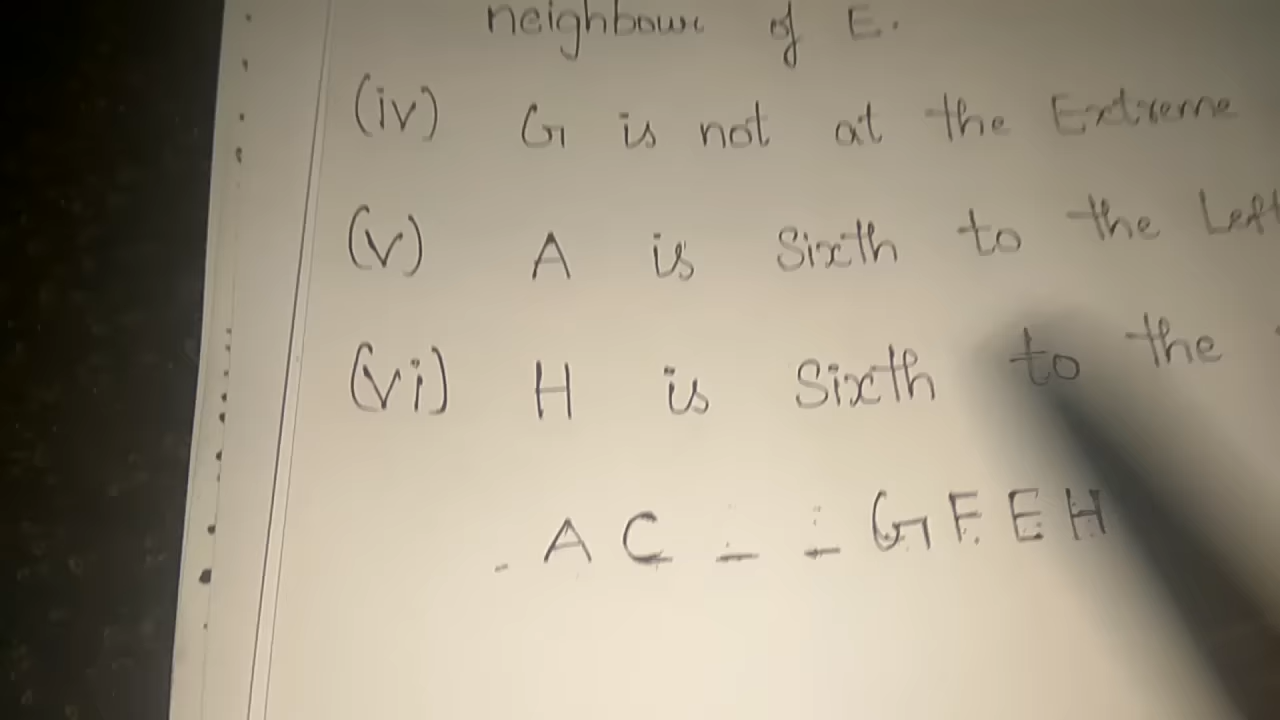 neighbour of E.
(iv) G is not at the Extreme
(v) A is Sixth to the Left
(vi) H is Sixth to the
- A C _ _ G F E H